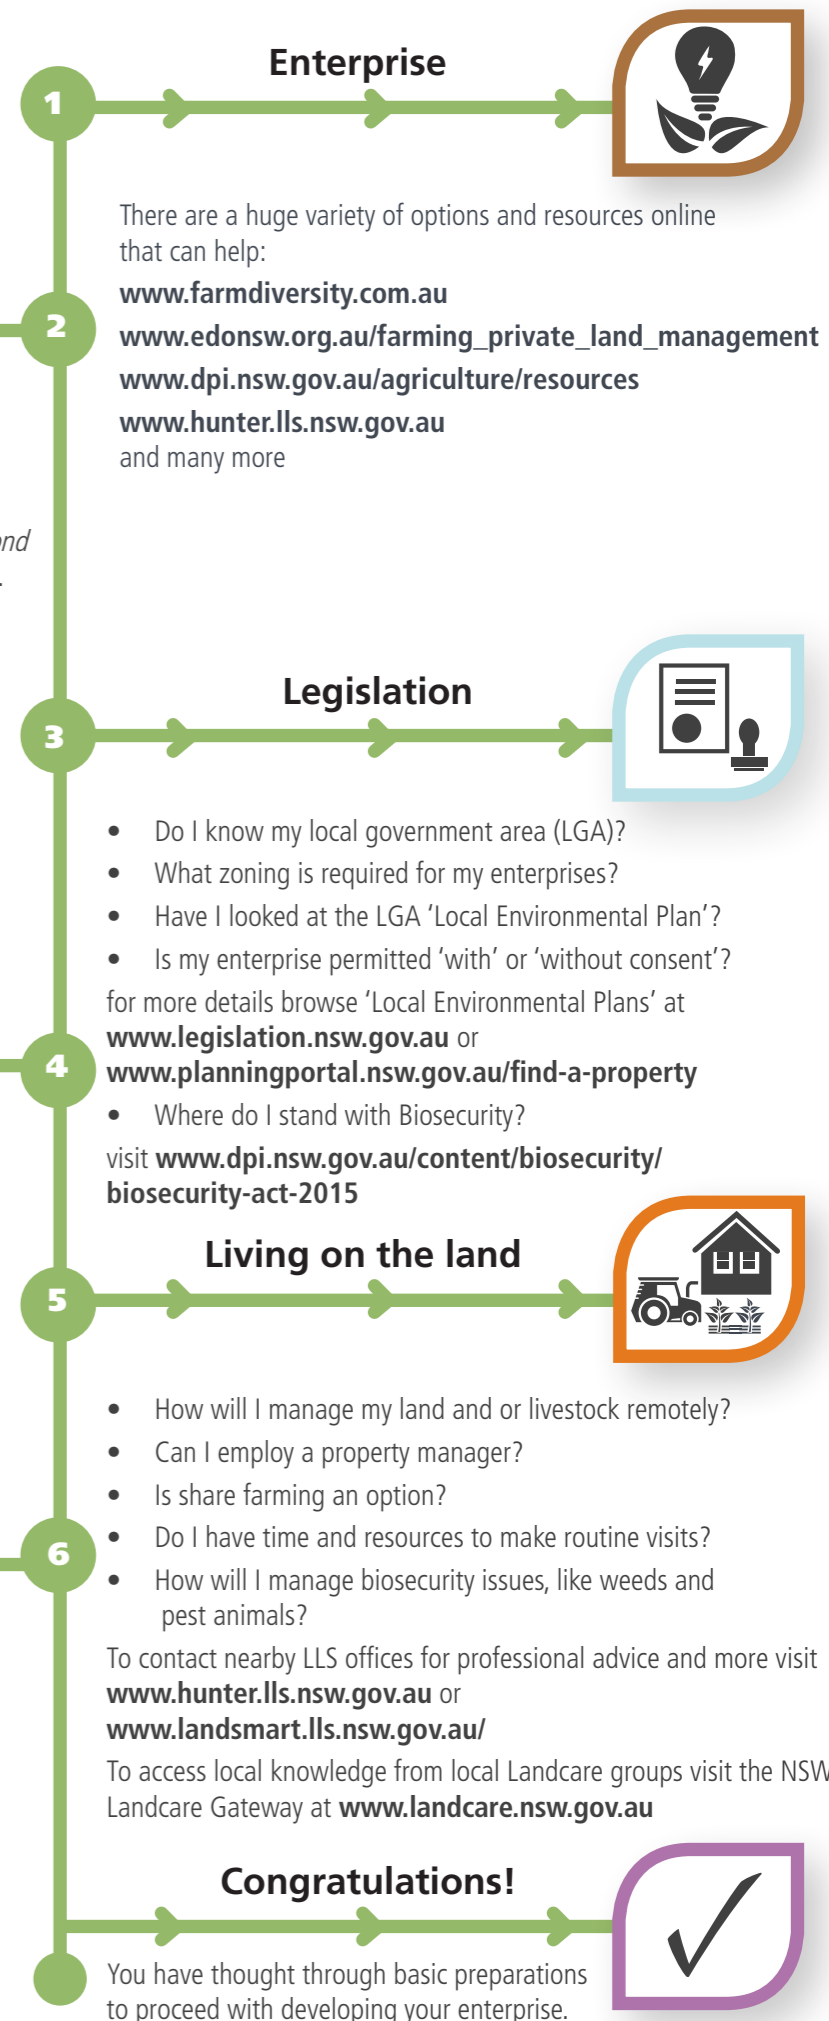 Enterprise
1
There are a huge variety of options and resources online
that can help:
www.farmdiversity.com.au
2
www.edonsw.org.au/farming_private_land_management
www.dpi.nsw.gov.au/agriculture/resources
www.hunter.lls.nsw.gov.au
and many more
.
Legislation
3
• Do I know my local government area (LGA)?
• What zoning is required for my enterprises?
• Have I looked at the LGA ‘Local Environmental Plan’?
• Is my enterprise permitted ‘with’ or ‘without consent’?
for more details browse ‘Local Environmental Plans’ at
www.legislation.nsw.gov.au or
4
www.planningportal.nsw.gov.au/find-a-property
• Where do I stand with Biosecurity?
visit www.dpi.nsw.gov.au/content/biosecurity/
biosecurity-act-2015
Living on the land
5
• How will I manage my land and or livestock remotely?
• Can I employ a property manager?
• Is share farming an option?
• Do I have time and resources to make routine visits?
6
• How will I manage biosecurity issues, like weeds and
pest animals?
To contact nearby LLS offices for professional advice and more visit
www.hunter.lls.nsw.gov.au or
www.landsmart.lls.nsw.gov.au/
To access local knowledge from local Landcare groups visit the NSW
Landcare Gateway at www.landcare.nsw.gov.au
Congratulations!
You have thought through basic preparations
to proceed with developing your enterprise.